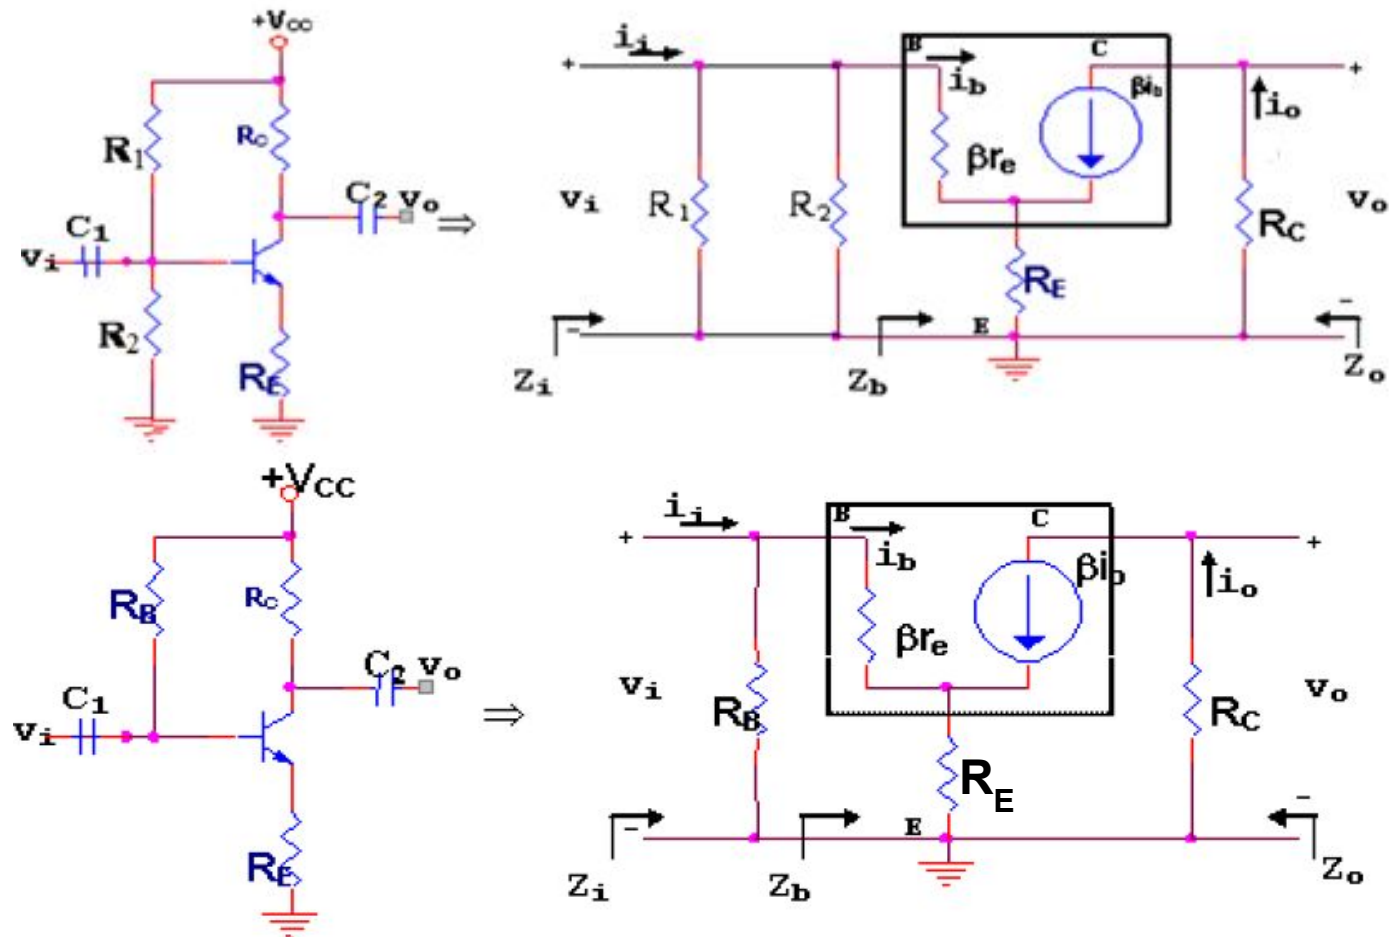 +VCC
R1
RC
C1
C2 vo
vi
R2
RE
⇒
ii
+
B
ib
C
βib
+
io
βre
vi
R1
R2
RC
vo
RE
-
E
-
Zi
Zb
Zo
+VCC
RB
RC
C1
C2 vo
vi
RE
⇒
ii
+
B
ib
C
βib
+
io
βre
vi
RB
RC
vo
RE
-
E
-
Zi
Zb
Zo